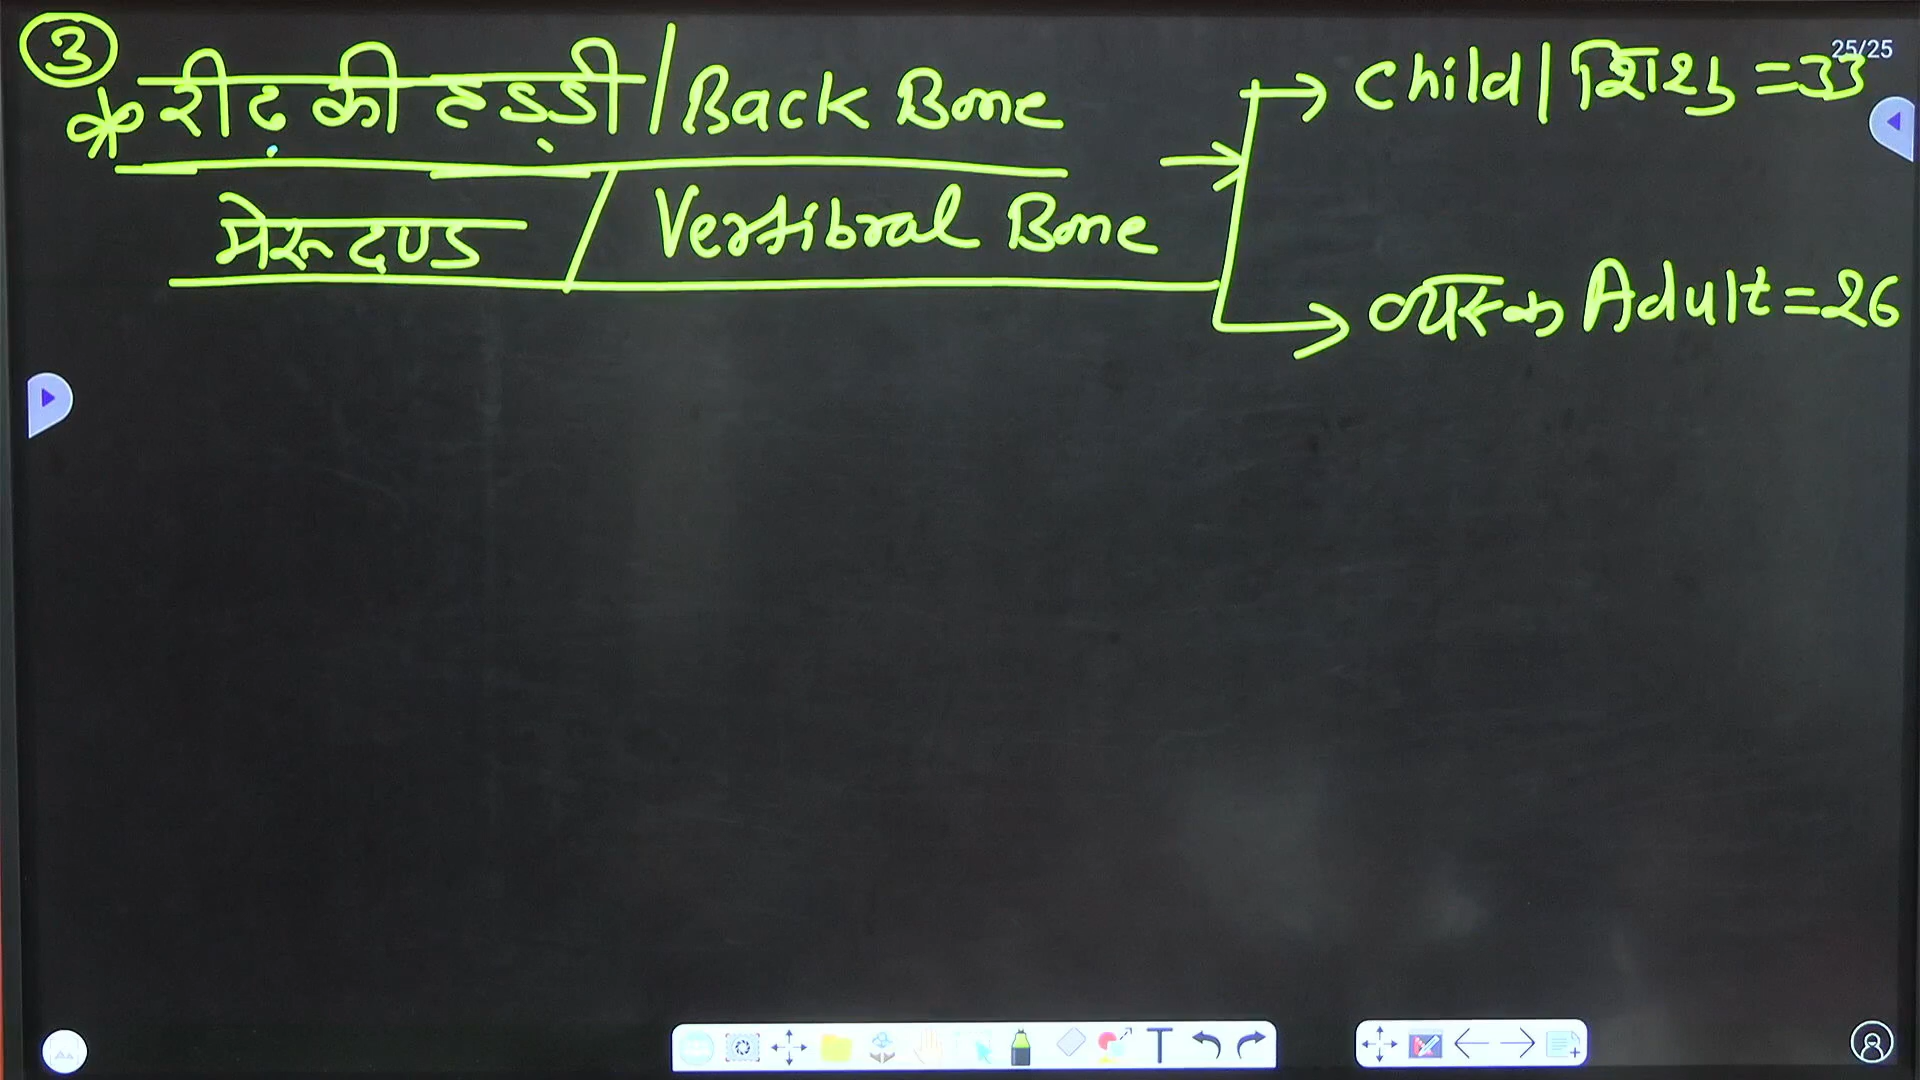 ③
* रीढ़ की हड्डी / Back Bone
मेरूदण्ड / Vertibral Bone
→ Child | शिशु = 33
→ व्यस्क Adult = 26
25/25
T